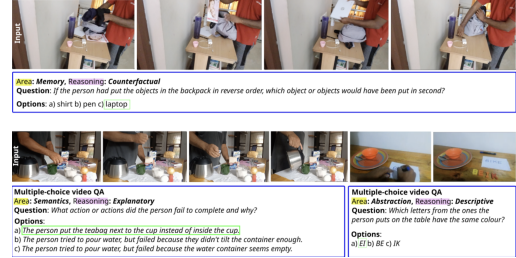 Input
Area: Memory, Reasoning: Counterfactual
Question: If the person had put the objects in the backpack in reverse order, which object or objects would have been put in second?
Options: a) shirt b) pen c) laptop
Input
Multiple-choice video QA
Area: Semantics, Reasoning: Explanatory
Question: What action or actions did the person fail to complete and why?
Options:
a) The person put the teabag next to the cup instead of inside the cup.
b) The person tried to pour water, but failed because they didn't tilt the container enough.
c) The person tried to pour water, but failed because the water container seems empty.
Multiple-choice video QA
Area: Abstraction, Reasoning: Descriptive
Question: Which letters from the ones the
person puts on the table have the same colour?
Options:
a) EI b) BE c) IK